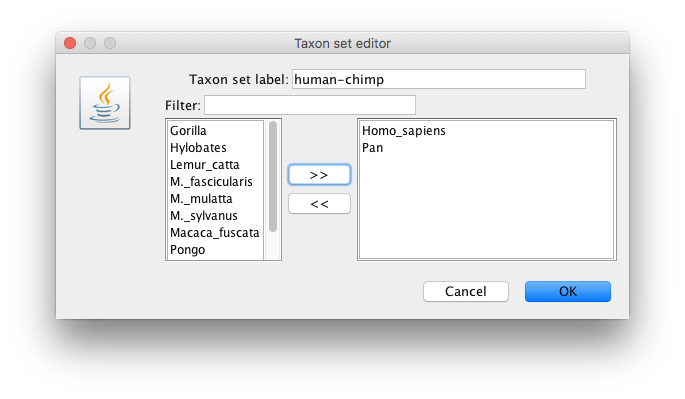 Taxon set editor
Taxon set label: human-chimp
Filter:
Gorilla
Hylobates
Lemur_catta
M._fascicularis
M._mulatta
M._sylvanus
Macaca_fuscata
Pongo
>>
<<
Homo_sapiens
Pan
Cancel
OK